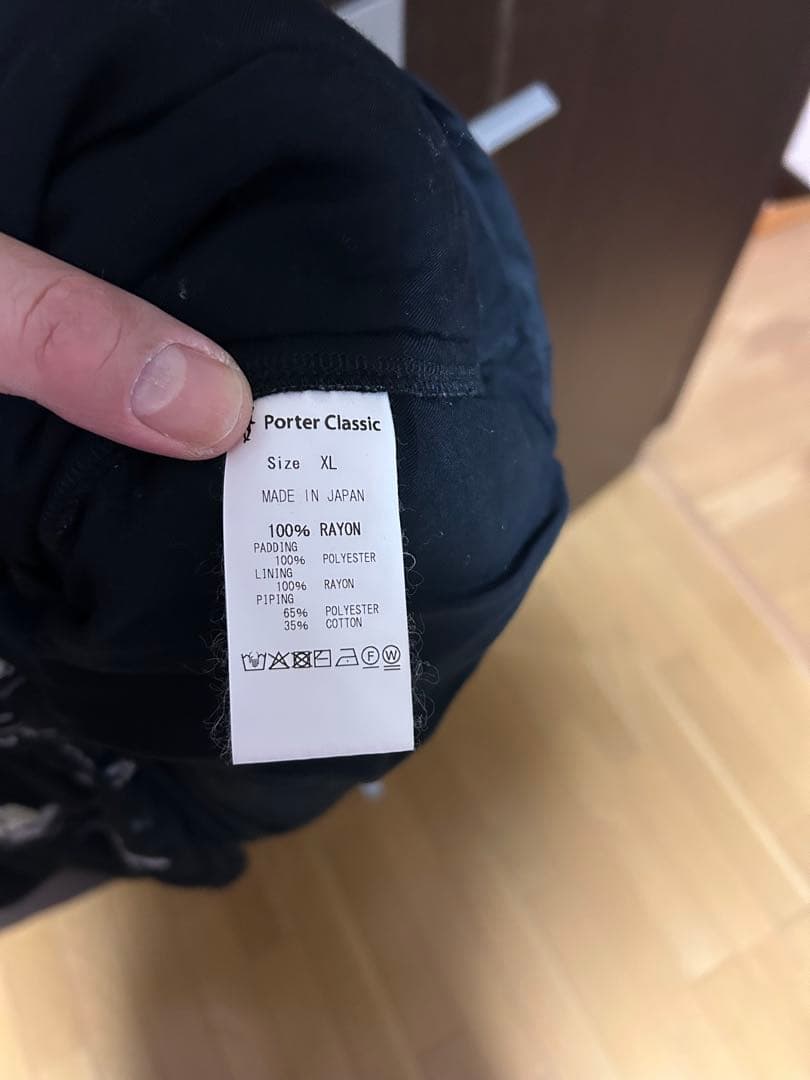 Porter Classic
Size XL
MADE IN JAPAN
100% RAYON
PADDING
100% POLYESTER
LINING
100% RAYON
PIPING
65% POLYESTER
35% COTTON
F W